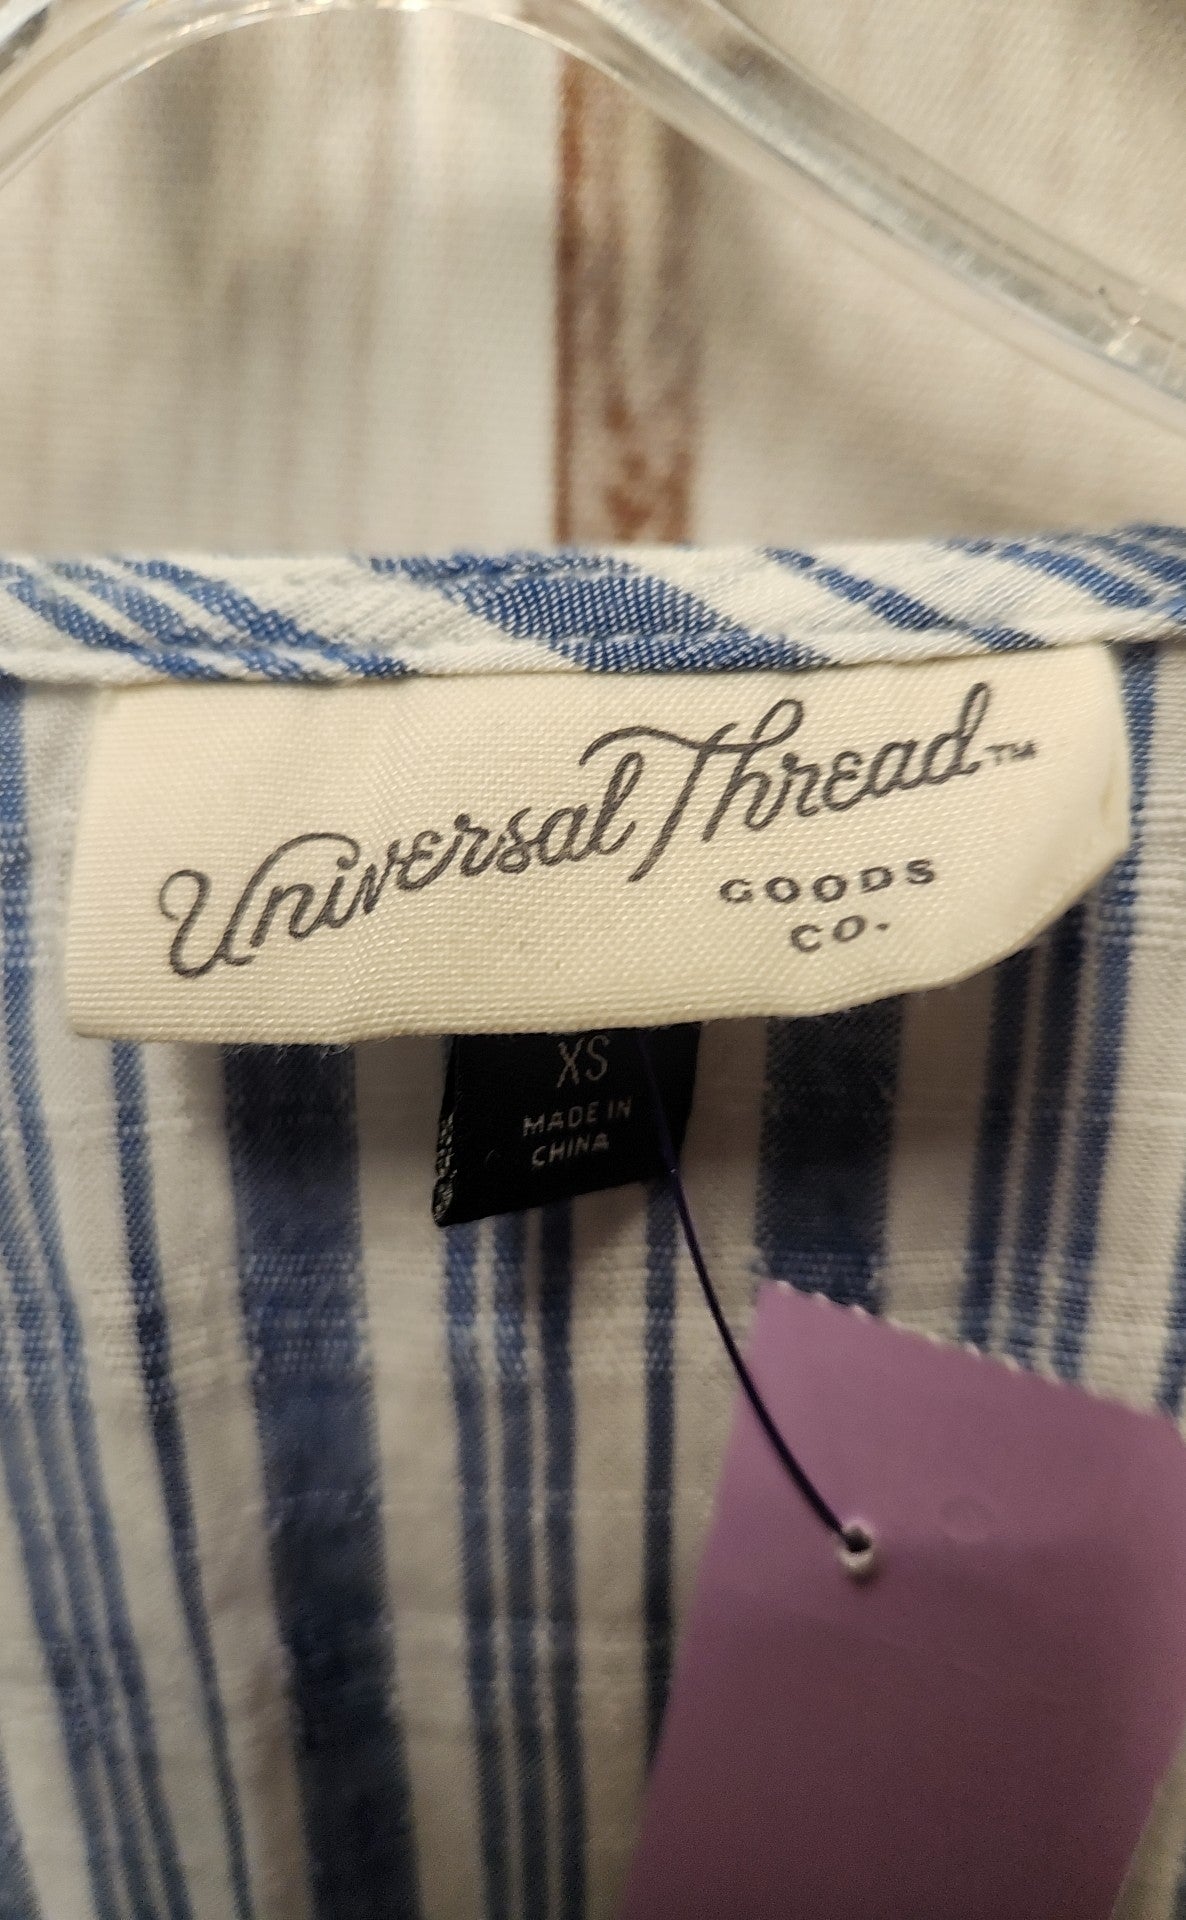 Universal Thread™
GOODS
CO.
XS
MADE IN
CHINA